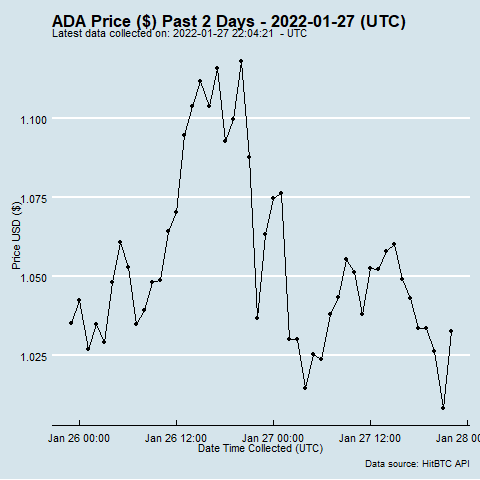 ADA Price ($) Past 2 Days - 2022-01-27 (UTC)
Latest data collected on: 2022-01-27 22:04:21 - UTC
1.100
1.075
1.050
1.025
Price USD ($)
Jan 26 00:00 Jan 26 12:00 Jan 27 00:00 Jan 27 12:00 Jan 28 00
Date Time Collected (UTC)
Data source: HitBTC API